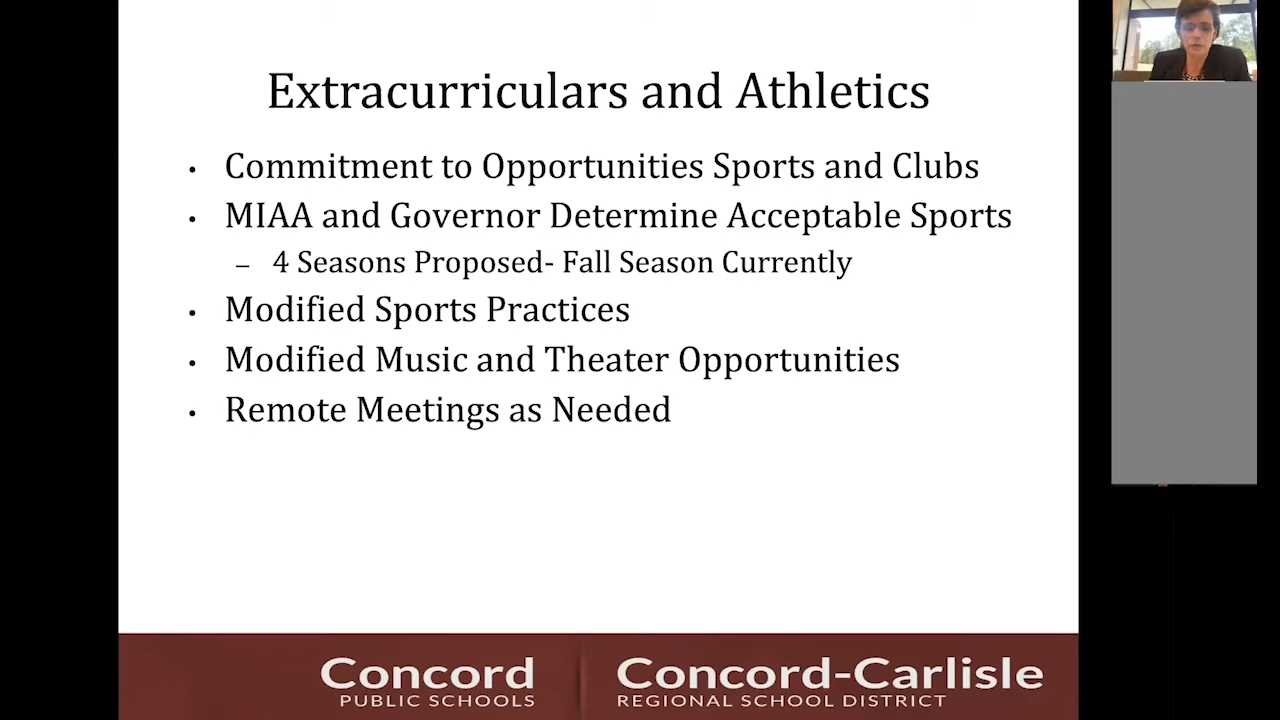 Extracurriculars and Athletics
• Commitment to Opportunities Sports and Clubs
• MIAA and Governor Determine Acceptable Sports
– 4 Seasons Proposed- Fall Season Currently
• Modified Sports Practices
• Modified Music and Theater Opportunities
• Remote Meetings as Needed
Concord
PUBLIC SCHOOLS
Concord-Carlisle
REGIONAL SCHOOL DISTRICT